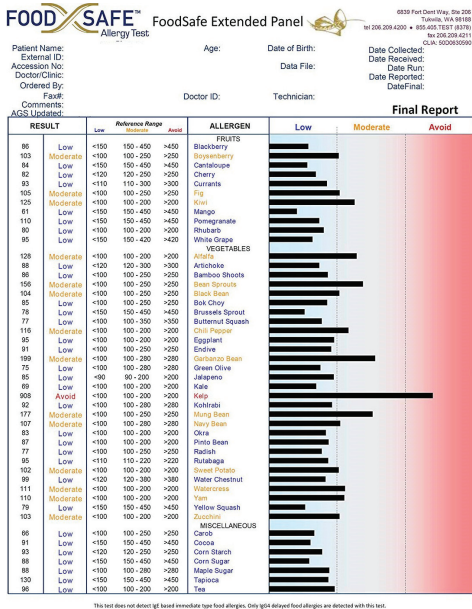 FOOD SAFE™
Allergy Test
FoodSafe Extended Panel
6839 Fort Dent Way, Ste 206
Tukwila, WA 98188
tel 206.209.4200 • 855.405.TEST (8378)
fax 206.209.4211
CLIA: 50D0630590
Patient Name: Age: Date of Birth: Date Collected:
External ID: Date Received:
Accession No: Data File: Date Run:
Doctor/Clinic: Date Reported:
Ordered By: DateFinal:
Fax#: Doctor ID: Technician:
Comments: Final Report
AGS Updated:
RESULT Reference Range ALLERGEN Low Moderate Avoid
Low Moderate Avoid
FRUITS
86 Low <150 150 - 450 >450 Blackberry
103 Moderate <100 100 - 250 >250 Boysenberry
84 Low <150 150 - 450 >450 Cantaloupe
82 Low <120 120 - 250 >250 Cherry
93 Low <110 110 - 300 >300 Currants
105 Moderate <100 100 - 250 >250 Fig
125 Moderate <100 100 - 200 >200 Kiwi
61 Low <150 150 - 450 >450 Mango
110 Low <150 150 - 450 >450 Pomegranate
80 Low <100 100 - 200 >200 Rhubarb
95 Low <150 150 - 420 >420 White Grape
VEGETABLES
128 Moderate <100 100 - 200 >200 Alfalfa
88 Low <120 120 - 300 >300 Artichoke
86 Low <100 100 - 250 >250 Bamboo Shoots
156 Moderate <100 100 - 250 >250 Bean Sprouts
104 Moderate <100 100 - 250 >250 Black Bean
85 Low <100 100 - 250 >250 Bok Choy
78 Low <150 150 - 450 >450 Brussels Sprout
77 Low <100 100 - 350 >350 Butternut Squash
116 Moderate <100 100 - 200 >200 Chili Pepper
95 Low <100 100 - 200 >200 Eggplant
91 Low <100 100 - 250 >250 Endive
199 Moderate <100 100 - 280 >280 Garbanzo Bean
75 Low <100 100 - 280 >280 Green Olive
85 Low <90 90 - 200 >200 Jalapeno
69 Low <100 100 - 200 >200 Kale
908 Avoid <100 100 - 200 >200 Kelp
92 Low <100 100 - 280 >280 Kohlrabi
177 Moderate <100 100 - 250 >250 Mung Bean
107 Moderate <100 100 - 280 >280 Navy Bean
83 Low <100 100 - 200 >200 Okra
87 Low <100 100 - 200 >200 Pinto Bean
77 Low <100 100 - 250 >250 Radish
95 Low <110 110 - 220 >220 Rutabaga
102 Moderate <100 100 - 200 >200 Sweet Potato
99 Low <120 120 - 380 >380 Water Chestnut
111 Moderate <100 100 - 200 >200 Watercress
110 Moderate <100 100 - 200 >200 Yam
79 Low <150 150 - 450 >450 Yellow Squash
103 Moderate <100 100 - 200 >200 Zucchini
MISCELLANEOUS
86 Low <100 100 - 250 >250 Carob
91 Low <150 150 - 450 >450 Cocoa
93 Low <120 120 - 250 >250 Corn Starch
88 Low <150 150 - 450 >450 Corn Sugar
88 Low <100 100 - 280 >280 Maple Sugar
130 Low <150 150 - 450 >450 Tapioca
96 Low <100 100 - 200 >200 Tea
This test does not detect IgE based immediate type food allergies. Only IgG4 delayed food allergies are detected with this test.